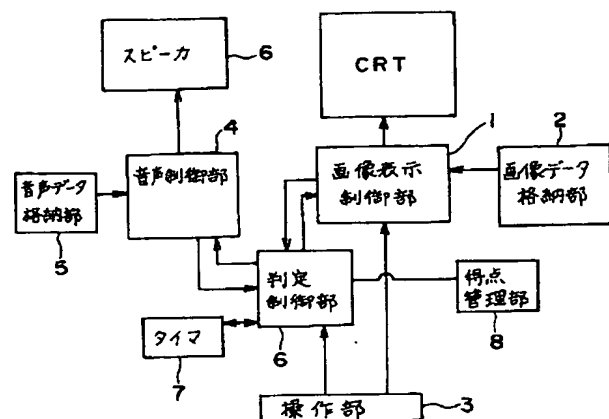 スピーカ
6
CRT
4
音声制御部
1
画像表示
制御部
2
画像データ
格納部
音声データ
格納部
5
判定
制御部
6
得点
管理部
8
タイマ
7
操作部
3